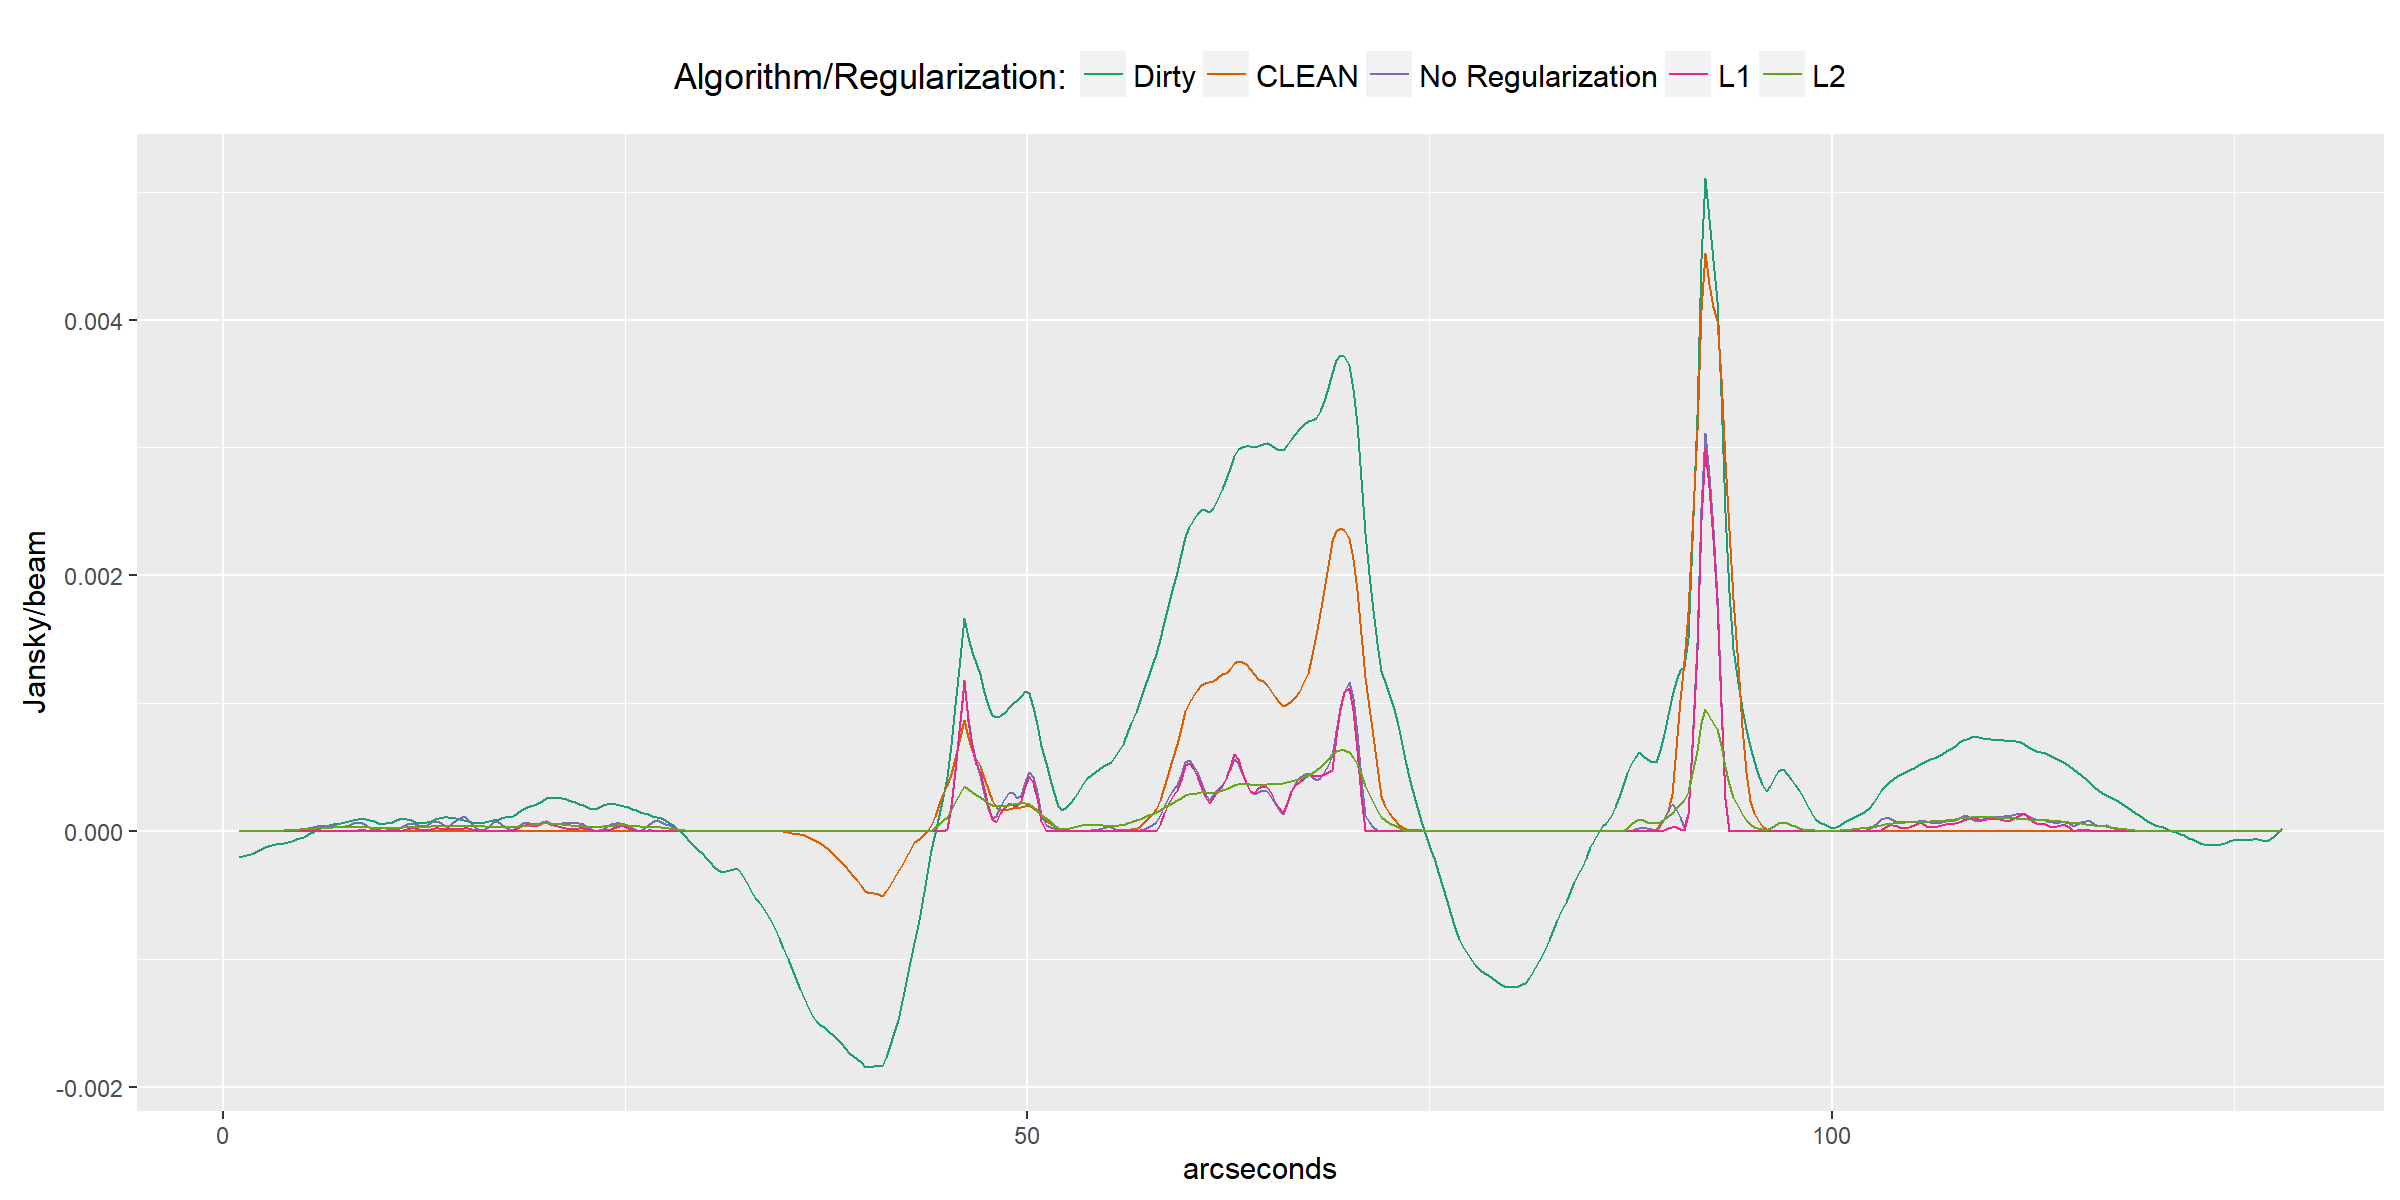 Algorithm/Regularization: Dirty CLEAN No Regularization L1 L2
Jansky/beam
0.004
0.002
0.000
-0.002
0 50 100
arcseconds